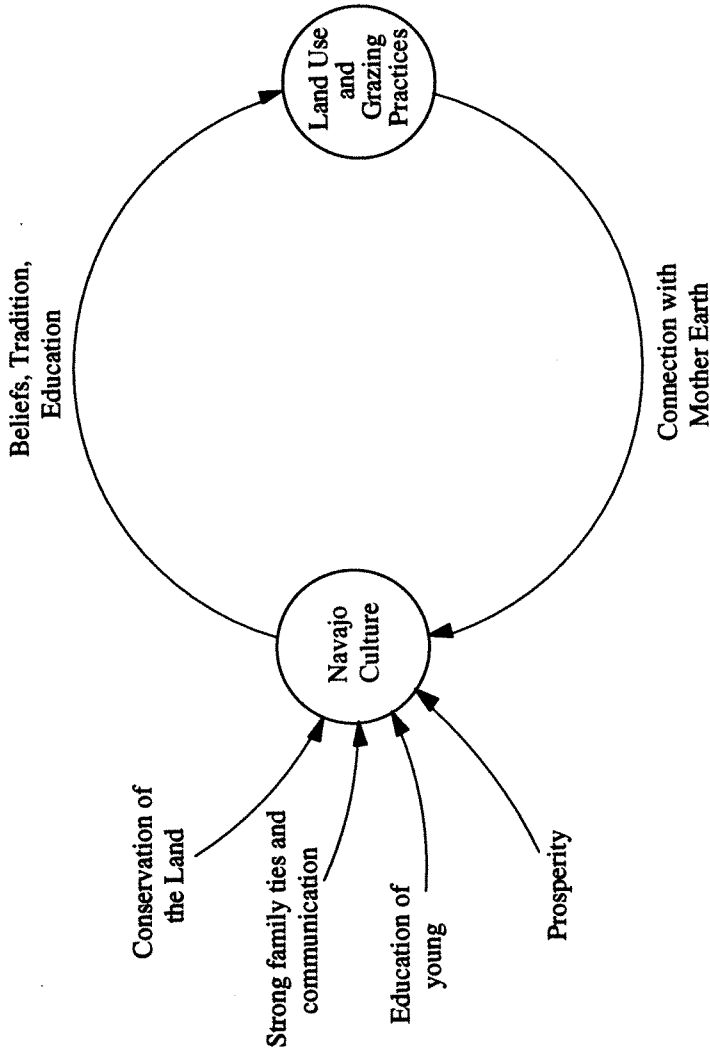 Beliefs, Tradition,
Education
Conservation of
the Land
Strong family ties and
communication
Education of
young
Prosperity
Navajo
Culture
Land Use
and
Grazing
Practices
Connection with
Mother Earth